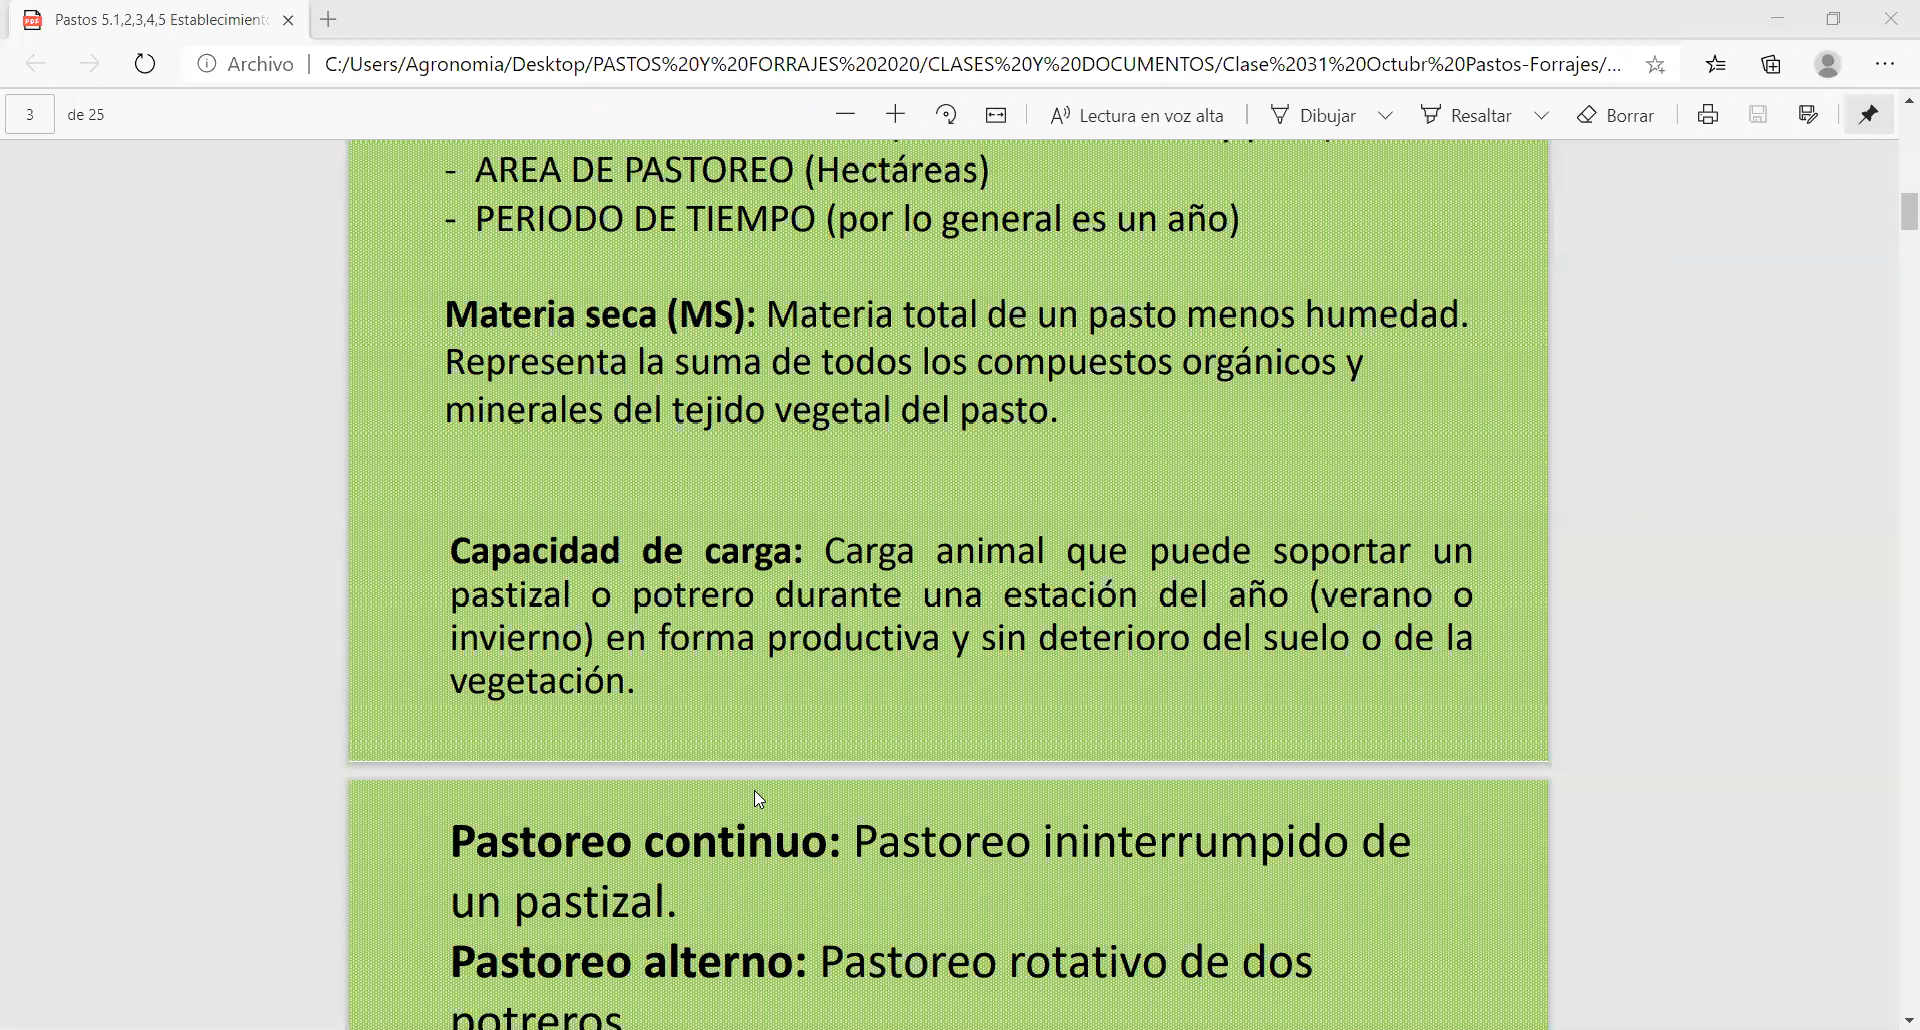 Pastos 5.1,2,3,4,5 Establecimient
Archivo | C:/Users/Agronomia/Desktop/PASTOS%20Y%20FORRAJES%202020/CLASES%20Y%20DOCUMENTOS/Clase%2031%20Octubr%20Pastos-Forrajes/...
3 de 25 Lectura en voz alta Dibujar Resaltar Borrar
- AREA DE PASTOREO (Hectáreas)
- PERIODO DE TIEMPO (por lo general es un año)
Materia seca (MS): Materia total de un pasto menos humedad.
Representa la suma de todos los compuestos orgánicos y
minerales del tejido vegetal del pasto.
Capacidad de carga: Carga animal que puede soportar un
pastizal o potrero durante una estación del año (verano o
invierno) en forma productiva y sin deterioro del suelo o de la
vegetación.
Pastoreo continuo: Pastoreo ininterrumpido de
un pastizal.
Pastoreo alterno: Pastoreo rotativo de dos
potreros